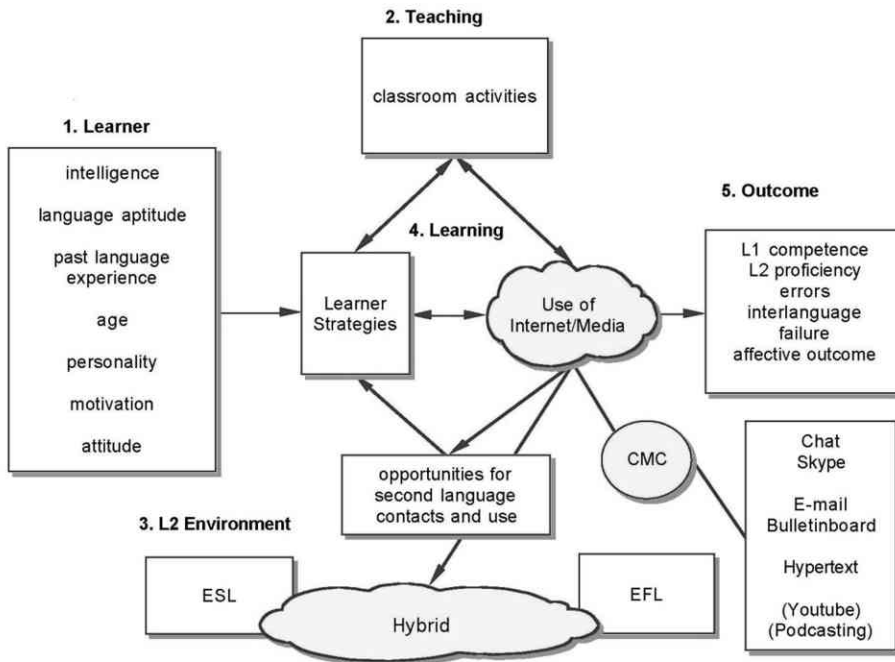 2. Teaching
classroom activities
1. Learner
intelligence
language aptitude
past language
experience
age
personality
motivation
attitude
4. Learning
Learner
Strategies
Use of
Internet/Media
5. Outcome
L1 competence
L2 proficiency
errors
interlanguage
failure
affective outcome
opportunities for
second language
contacts and use
CMC
Chat
Skype
E-mail
Bulletinboard
Hypertext
(Youtube)
(Podcasting)
3. L2 Environment
ESL
Hybrid
EFL